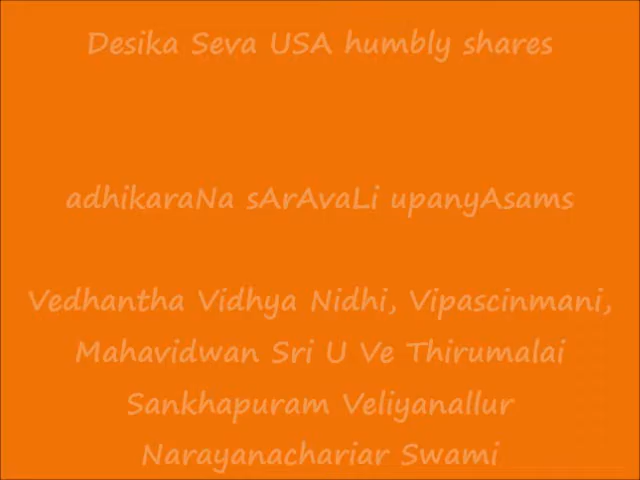 Desika Seva USA humbly shares
adhikaraNa sArAvaLi upanyAsams
Vedhantha Vidhya Nidhi, Vipascinmani,
Mahavidwan Sri U Ve Thirumalai
Sankhapuram Veliyanallur
Narayanachariar Swami